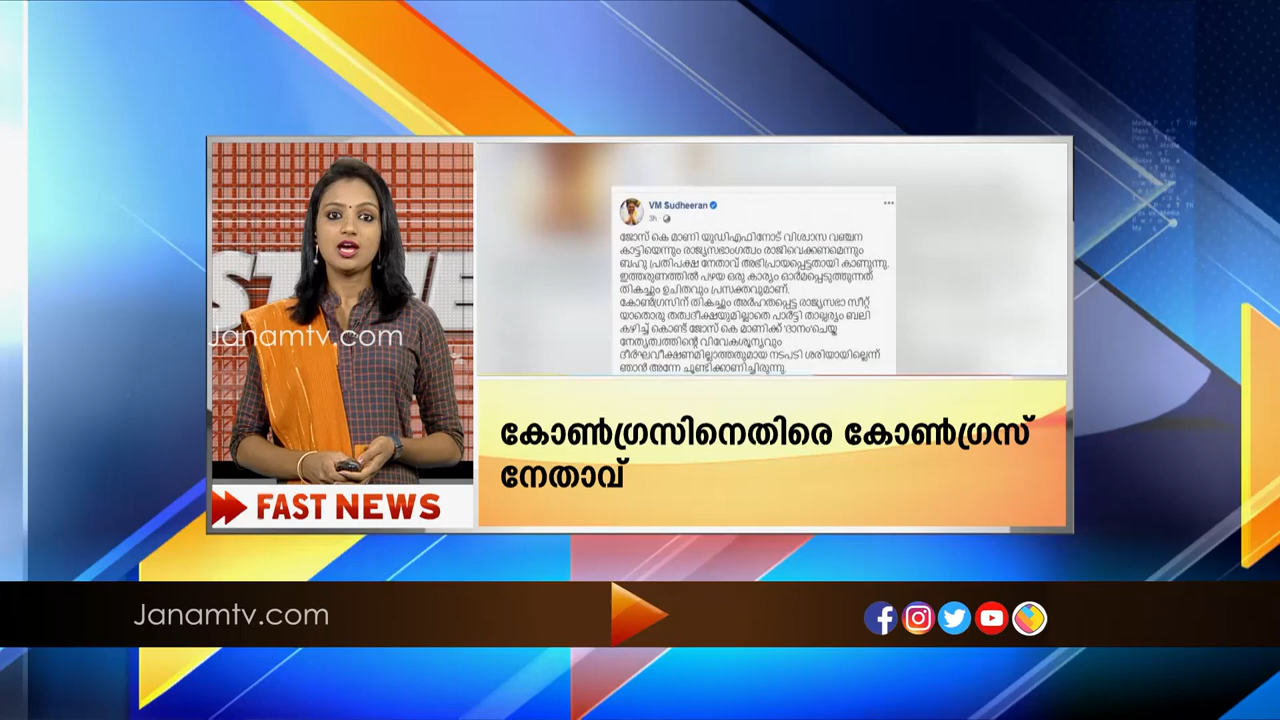 VM Sudheeran
3h
ജോസ് കെ മാണി യുഡിഎഫിനോട് വിശ്വാസ വഞ്ചന
കാട്ടിയെന്നും രാജ്യസഭാംഗത്വം രാജിവെക്കണമെന്നും
ബഹു പ്രതിപക്ഷ നേതാവ് അഭിപ്രായപ്പെട്ടതായി കാണുന്നു.
ഇത്തരുണത്തിൽ പഴയ ഒരു കാര്യം ഓർമപ്പെടുത്തുന്നത്
തികച്ചും ഉചിതവും പ്രസക്തവുമാണ്.
കോൺഗ്രസിന് തികച്ചും അർഹതപ്പെട്ട രാജ്യസഭാ സീറ്റ്
യാതൊരു തത്വദീക്ഷയുമില്ലാതെ പാർട്ടി താല്പര്യം ബലി
കഴിച്ച് കൊണ്ട് ജോസ് കെ മാണിക്ക് 'ദാനം'ചെയ്ത
നേതൃത്വത്തിന്റെ വിവേകശൂന്യവും
ദീർഘവീക്ഷണമില്ലാത്തതുമായ നടപടി ശരിയായില്ലെന്ന്
ഞാൻ അന്നേ ചൂണ്ടിക്കാണിച്ചിരുന്നു.
Janamtv.com
കോൺഗ്രസിനെതിരെ കോൺഗ്രസ്
നേതാവ്
FAST NEWS
Janamtv.com